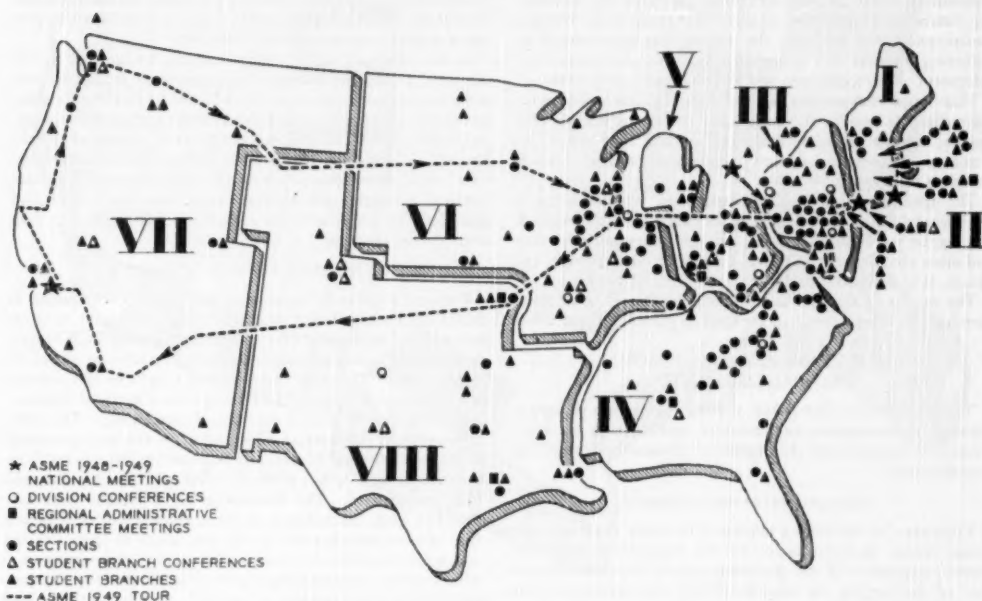 V
III
I
II
VII
VI
IV
VIII
★ ASME 1948-1949
NATIONAL MEETINGS
○ DIVISION CONFERENCES
■ REGIONAL ADMINISTRATIVE
COMMITTEE MEETINGS
● SECTIONS
△ STUDENT BRANCH CONFERENCES
▲ STUDENT BRANCHES
--- ASME 1949 TOUR